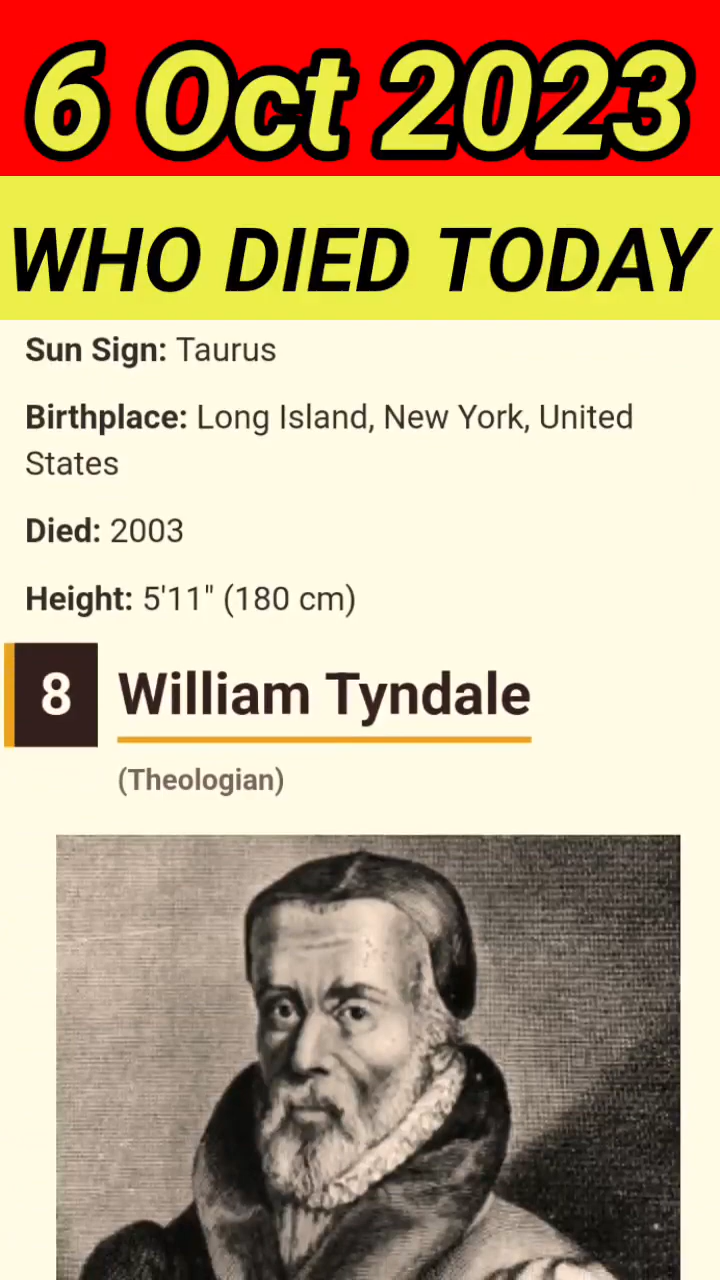 6 Oct 2023
WHO DIED TODAY
Sun Sign: Taurus
Birthplace: Long Island, New York, United
States
Died: 2003
Height: 5'11" (180 cm)
8 William Tyndale
(Theologian)